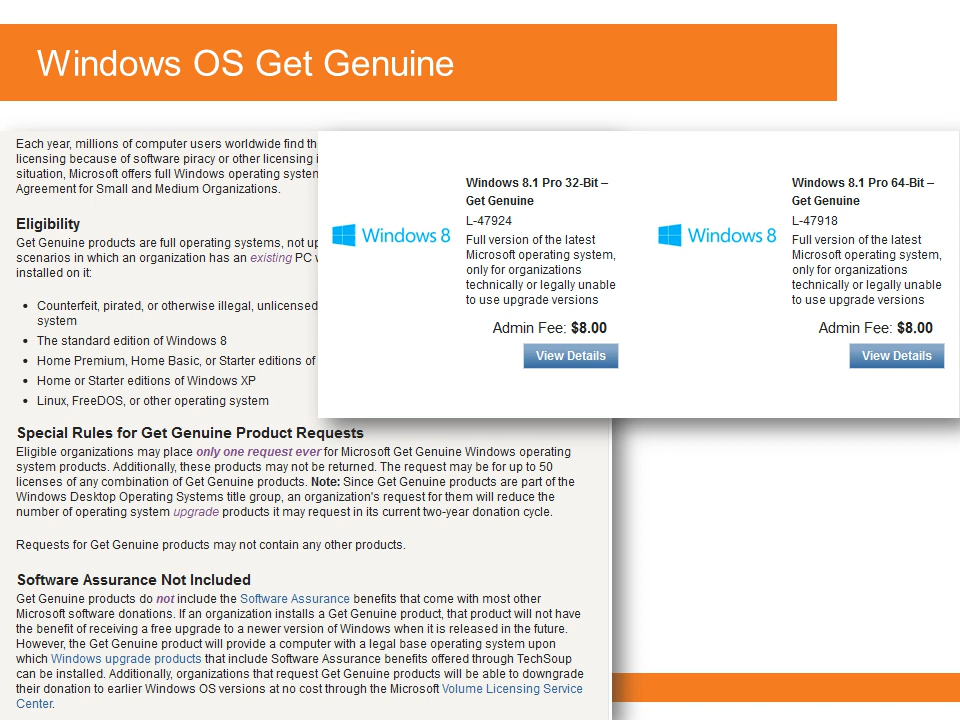 Windows OS Get Genuine
Each year, millions of computer users worldwide find
licensing because of software piracy or other licensing
situation, Microsoft offers full Windows operating
Agreement for Small and Medium Organizations.
Eligibility
Get Genuine products are full operating systems, not
scenarios in which an organization has an existing PC
installed on it:
• Counterfeit, pirated, or otherwise illegal, unlicensed
system
• The standard edition of Windows 8
• Home Premium, Home Basic, or Starter editions of
• Home or Starter editions of Windows XP
• Linux, FreeDOS, or other operating system
Special Rules for Get Genuine Product Requests
Eligible organizations may place only one request ever for Microsoft Get Genuine Windows operating
system products. Additionally, these products may not be returned. The request may be for up to 50
licenses of any combination of Get Genuine products. Note: Since Get Genuine products are part of the
Windows Desktop Operating Systems title group, an organization's request for them will reduce the
number of operating system upgrade products it may request in its current two-year donation cycle.
Requests for Get Genuine products may not contain any other products.
Software Assurance Not Included
Get Genuine products do not include the Software Assurance benefits that come with most other
Microsoft software donations. If an organization installs a Get Genuine product, that product will not have
the benefit of receiving a free upgrade to a newer version of Windows when it is released in the future.
However, the Get Genuine product will provide a computer with a legal base operating system upon
which Windows upgrade products that include Software Assurance benefits offered through TechSoup
can be installed. Additionally, organizations that request Get Genuine products will be able to downgrade
their donation to earlier Windows OS versions at no cost through the Microsoft Volume Licensing Service
Center.
Windows 8
Windows 8.1 Pro 32-Bit –
Get Genuine
L-47924
Full version of the latest
Microsoft operating system,
only for organizations
technically or legally unable
to use upgrade versions
Admin Fee: $8.00
View Details
Windows 8
Windows 8.1 Pro 64-Bit –
Get Genuine
L-47918
Full version of the latest
Microsoft operating system,
only for organizations
technically or legally unable
to use upgrade versions
Admin Fee: $8.00
View Details